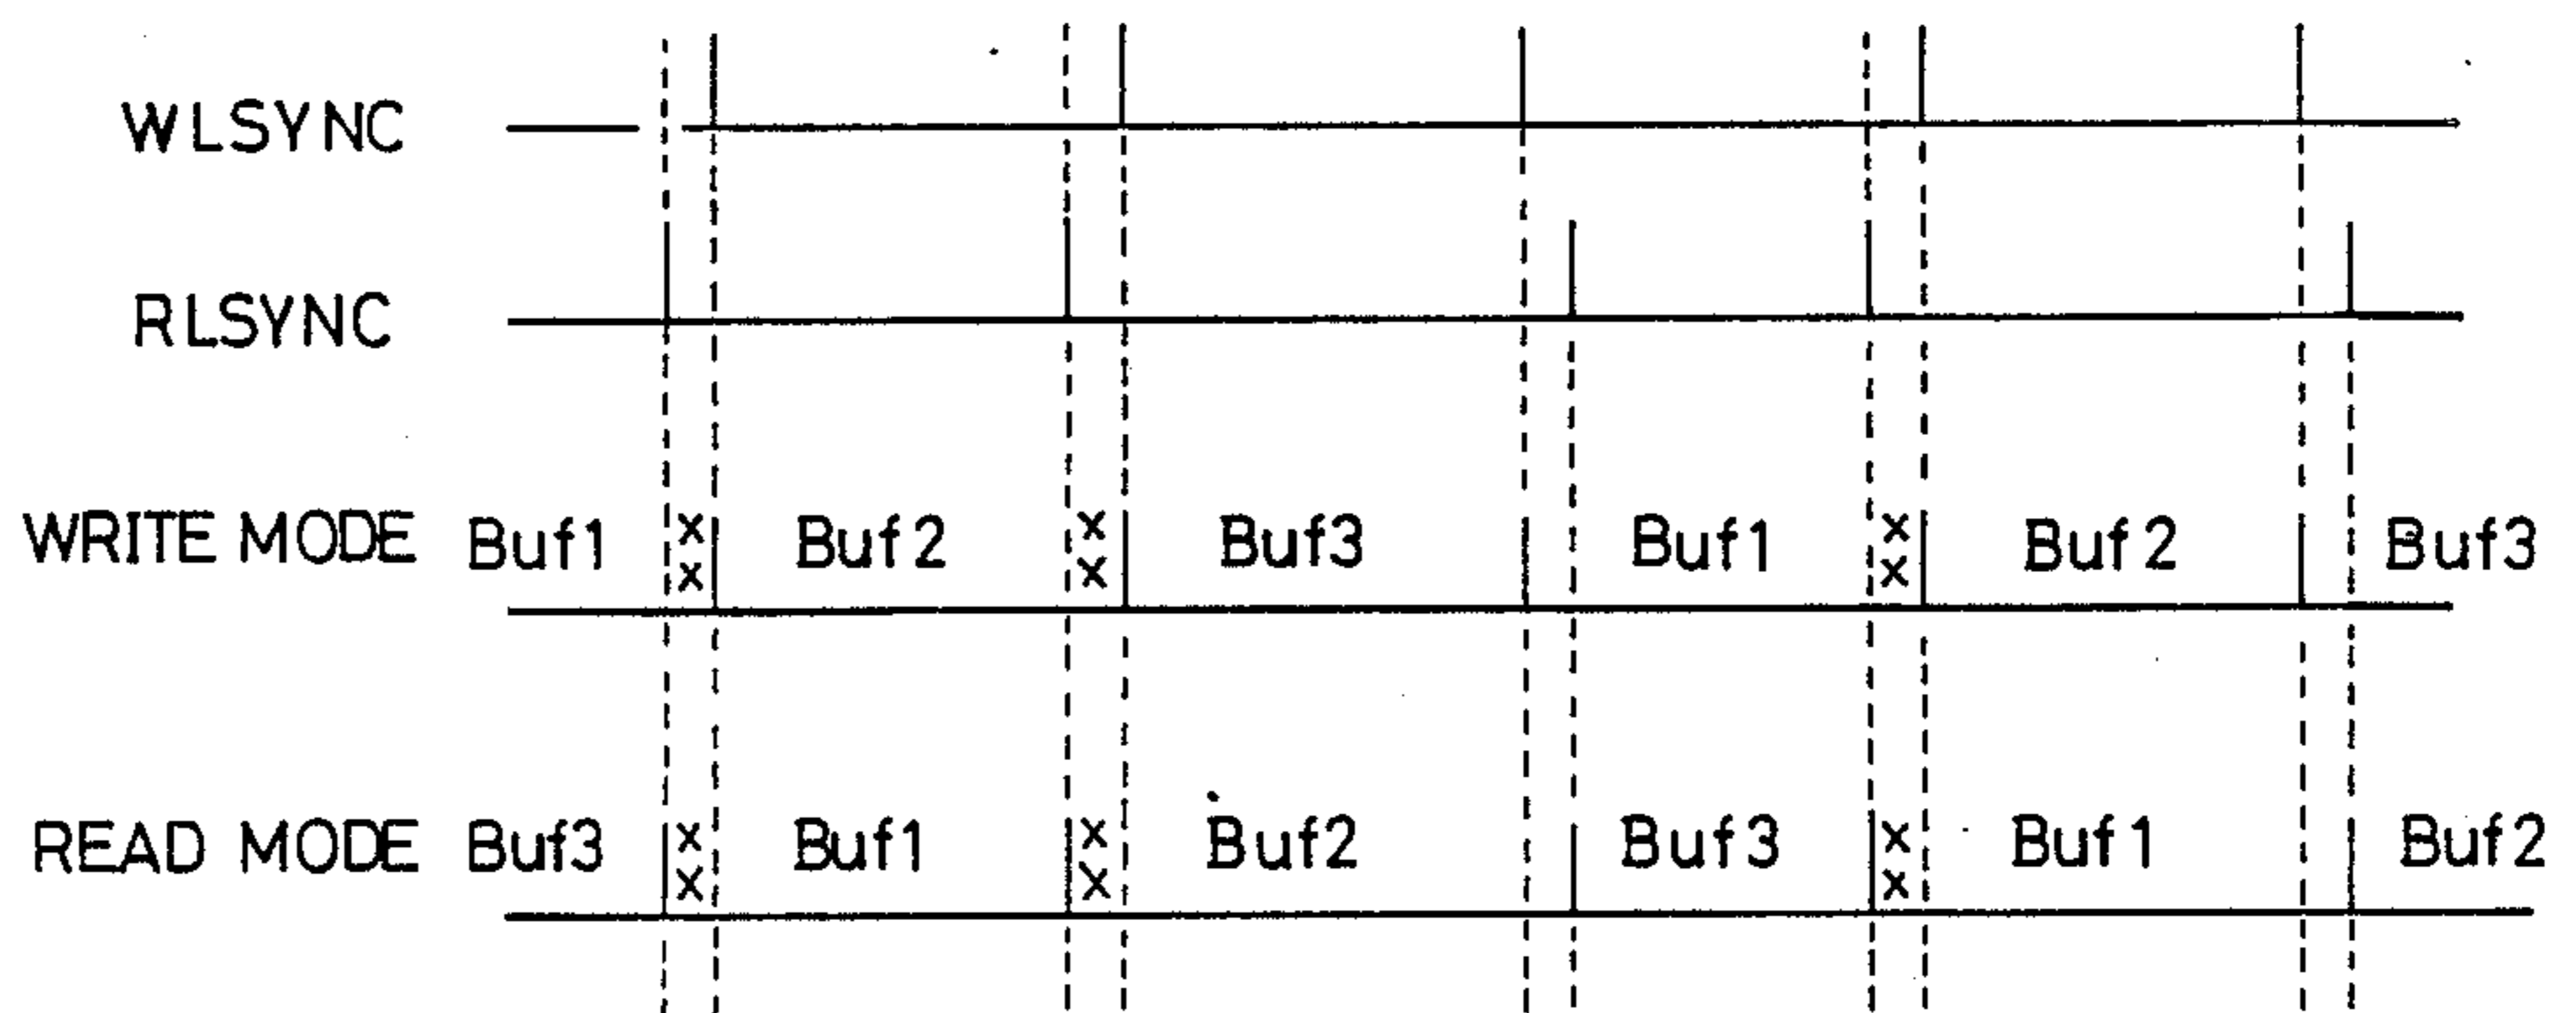 WLSYNC
RLSYNC
WRITE MODE Buf1 x x Buf2 x x Buf3 Buf1 x x Buf2 Buf3
READ MODE Buf3 x x Buf1 x x Buf2 Buf3 x x Buf1 Buf2